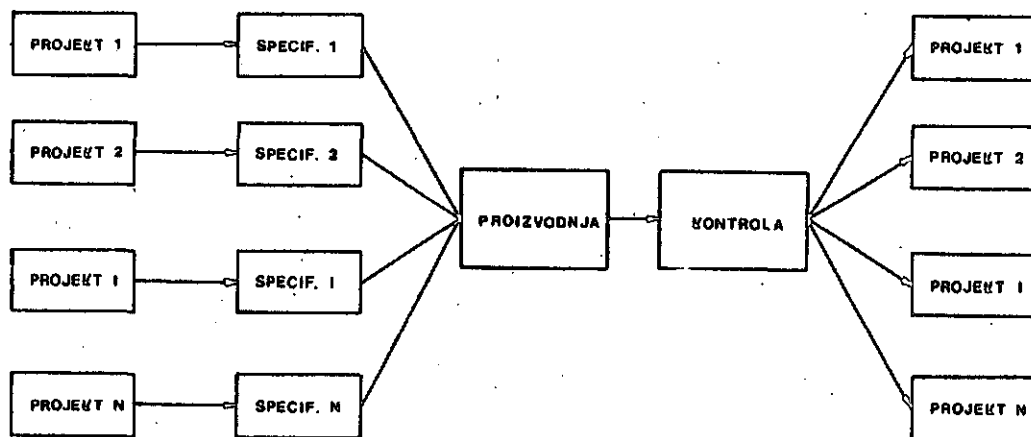 PROJEKT 1
SPECIF. 1
PROJEKT 1
PROJEKT 2
SPECIF. 2
PROJEKT 2
PROIZVODNJA
KONTROLA
PROJEKT I
SPECIF. I
PROJEKT I
PROJEKT N
SPECIF. N
PROJEKT N